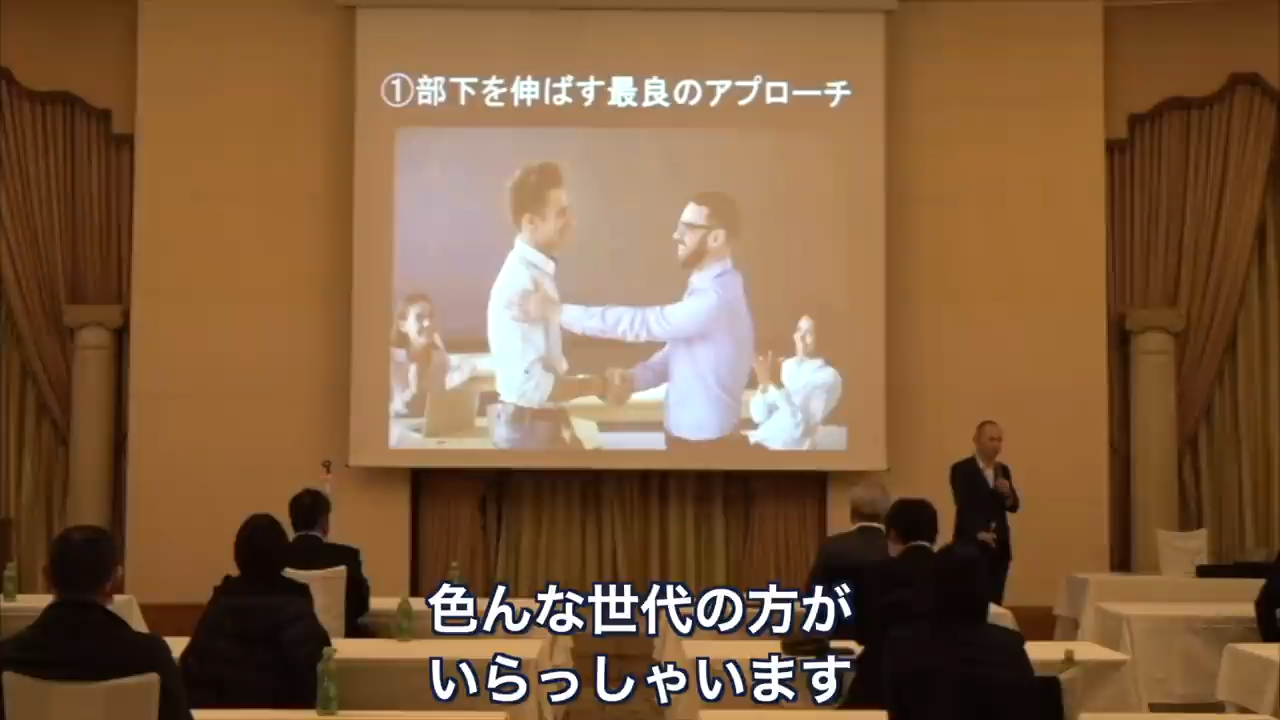 ①部下を伸ばす最良のアプローチ
色んな世代の方が
いらっしゃいます